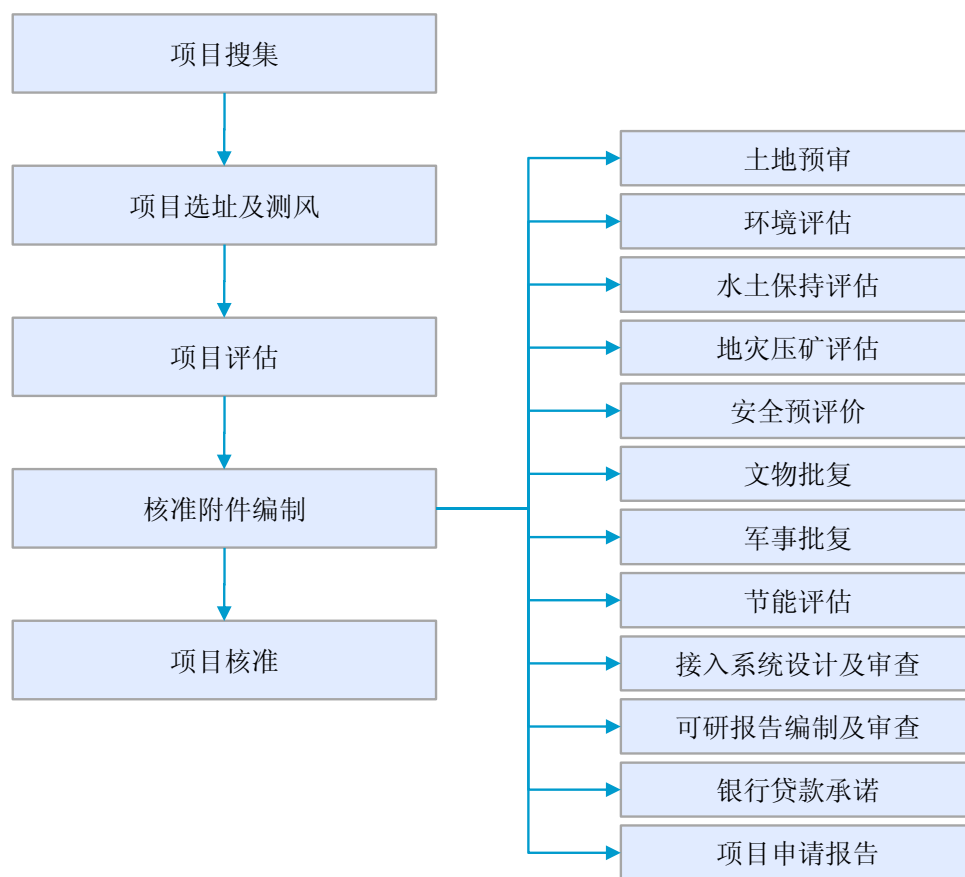 项目搜集
项目选址及测风
项目评估
核准附件编制
项目核准
土地预审
环境评估
水土保持评估
地灾压矿评估
安全预评价
文物批复
军事批复
节能评估
接入系统设计及审查
可研报告编制及审查
银行贷款承诺
项目申请报告